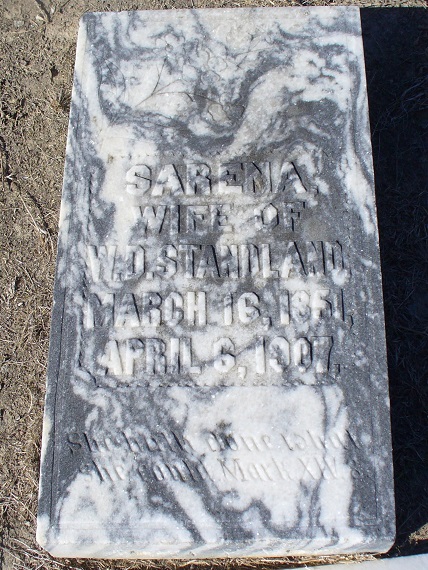 SARENA,
WIFE OF
W.D. STANDLAND,
MARCH 16, 1851,
APRIL 6, 1907.
She hath done what
she could Mark XIV 8